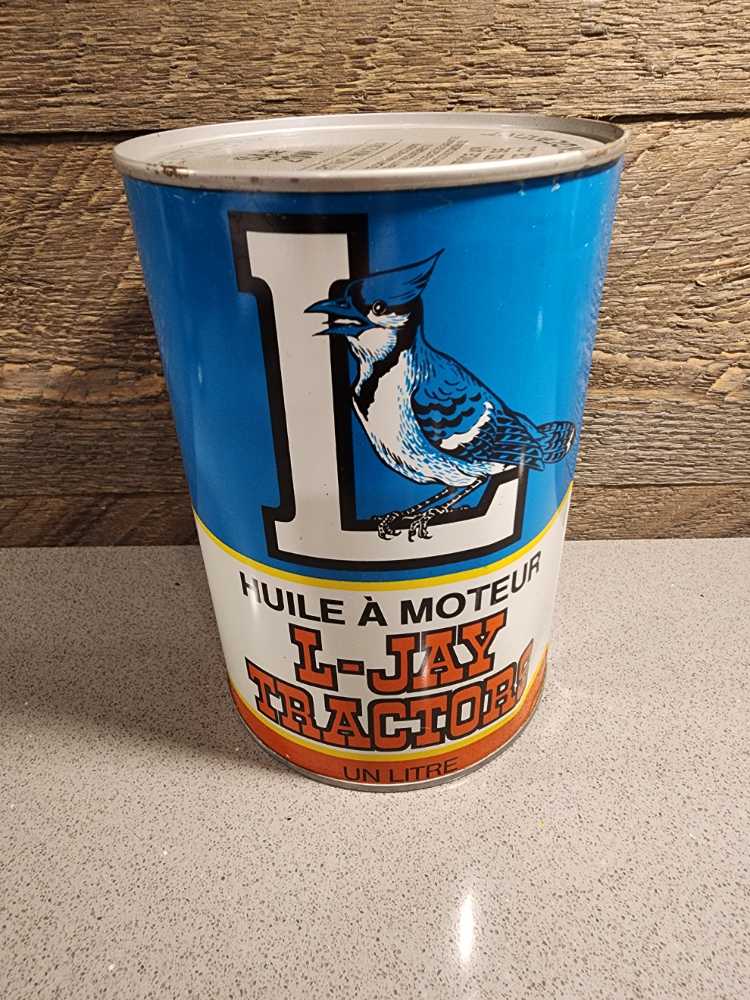 L
HUILE À MOTEUR
L-JAY
TRACTORS
UN LITRE